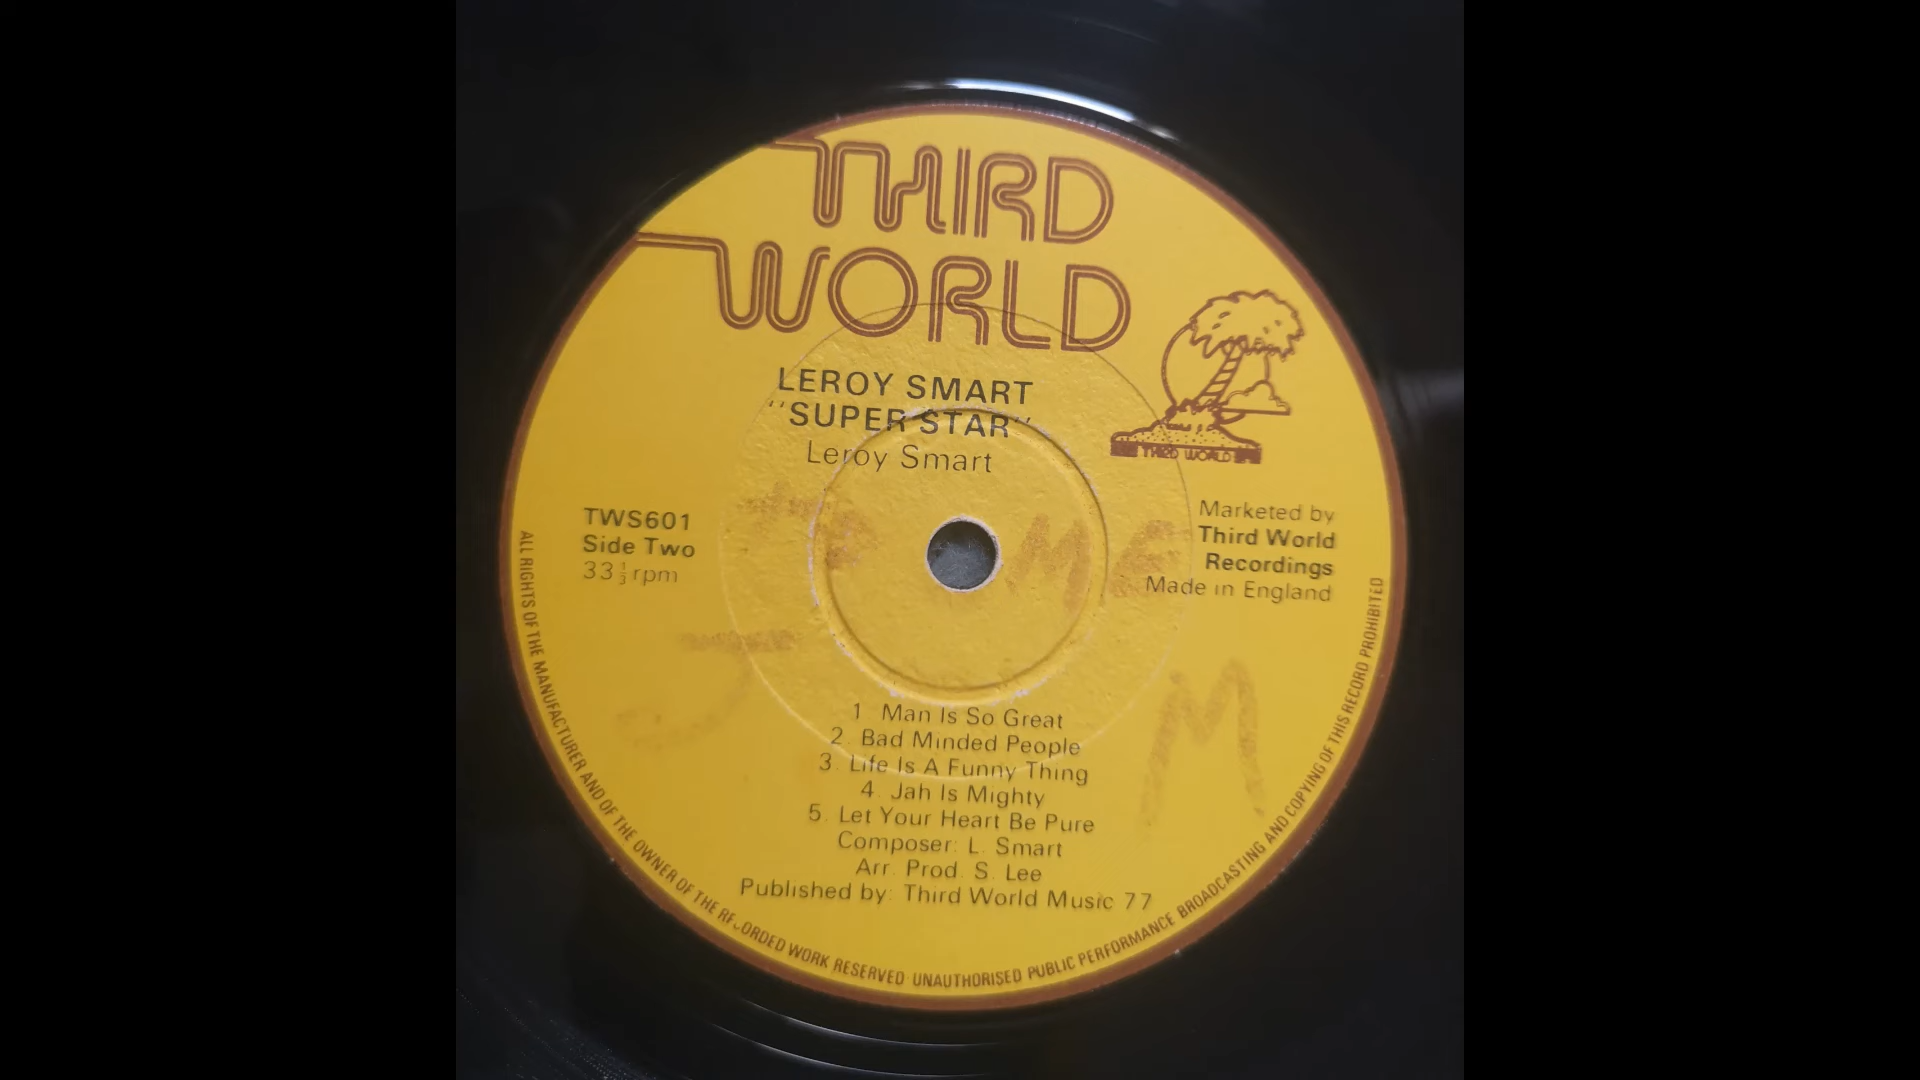 THIRD
WORLD
LEROY SMART
"SUPER STAR"
Leroy Smart
THIRD WORLD
TWS601
Side Two
33 1/3 rpm
Marketed by
Third World
Recordings
Made in England
1 Man Is So Great
2. Bad Minded People
3. Life Is A Funny Thing
4. Jah Is Mighty
5. Let Your Heart Be Pure
Composer: L. Smart
Arr. Prod. S. Lee
Published by: Third World Music 77
ALL RIGHTS OF THE MANUFACTURER AND OF THE OWNER OF THE RECORDED WORK RESERVED UNAUTHORISED PUBLIC PERFORMANCE BROADCASTING AND COPYING OF THIS RECORD PROHIBITED